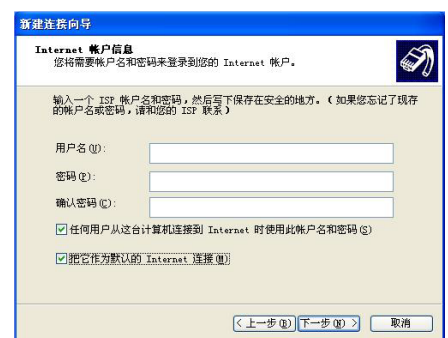 新建连接向导
Internet 帐户信息
您将需要帐户名和密码来登录到您的 Internet 帐户。
输入一个 ISP 帐户名和密码，然后写下保存在安全的地方。（如果您忘记了现存
的帐户名或密码，请和您的 ISP 联系）
用户名(U):
密码(P):
确认密码(C):
任何用户从这台计算机连接到 Internet 时使用此帐户名和密码(S)
把它作为默认的 Internet 连接(M)
< 上一步(B) 下一步(N) > 取消